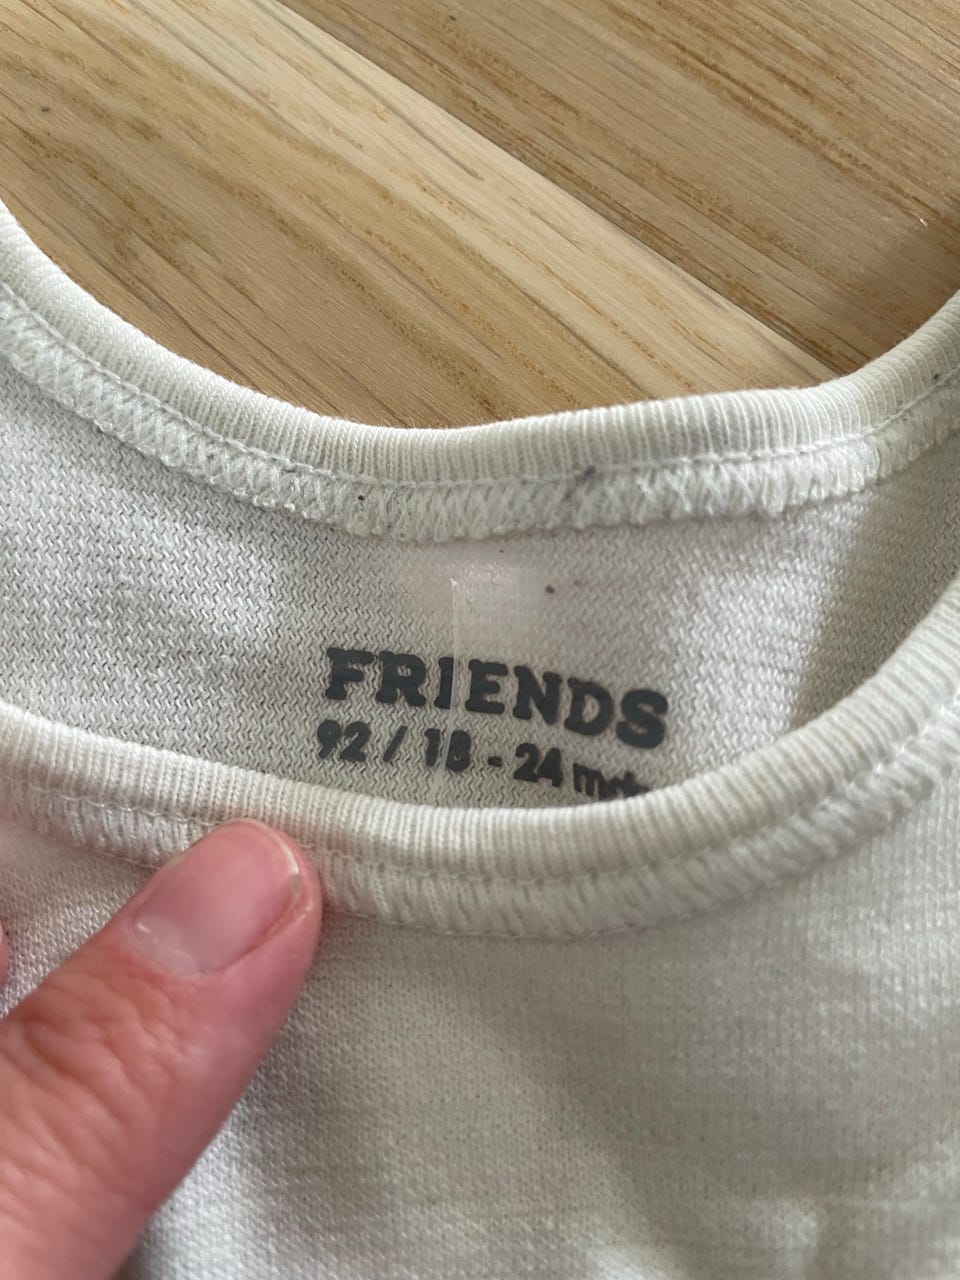 FRIENDS
92 / 18 - 24